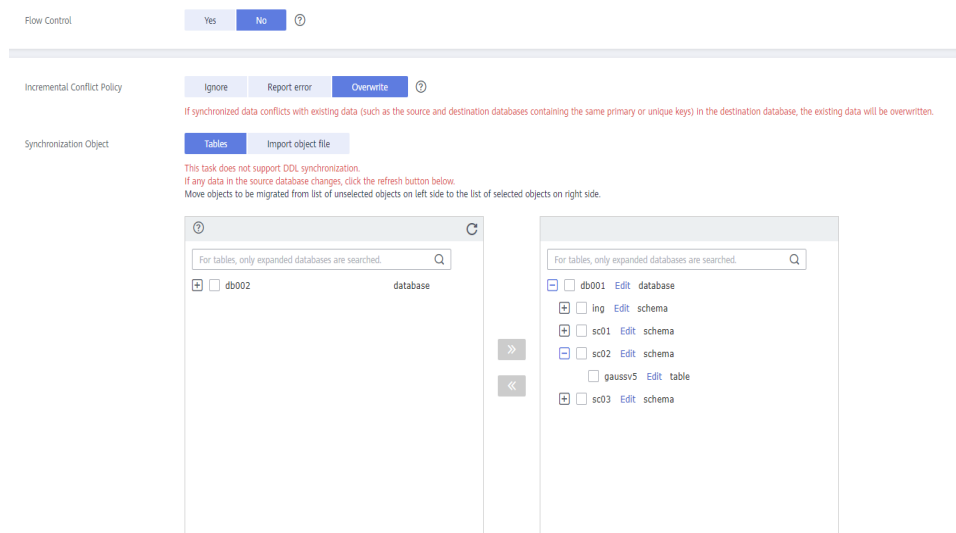 Flow Control Yes No
Incremental Conflict Policy Ignore Report error Overwrite
If synchronized data conflicts with existing data (such as the source and destination databases containing the same primary or unique keys) in the destination database, the existing data will be overwritten.
Synchronization Object Tables Import object file
This task does not support DDL synchronization.
If any data in the source database changes, click the refresh button below.
Move objects to be migrated from list of unselected objects on left side to the list of selected objects on right side.
For tables, only expanded databases are searched.
db002 database
For tables, only expanded databases are searched.
db001 Edit database
ing Edit schema
sc01 Edit schema
sc02 Edit schema
gaussv5 Edit table
sc03 Edit schema